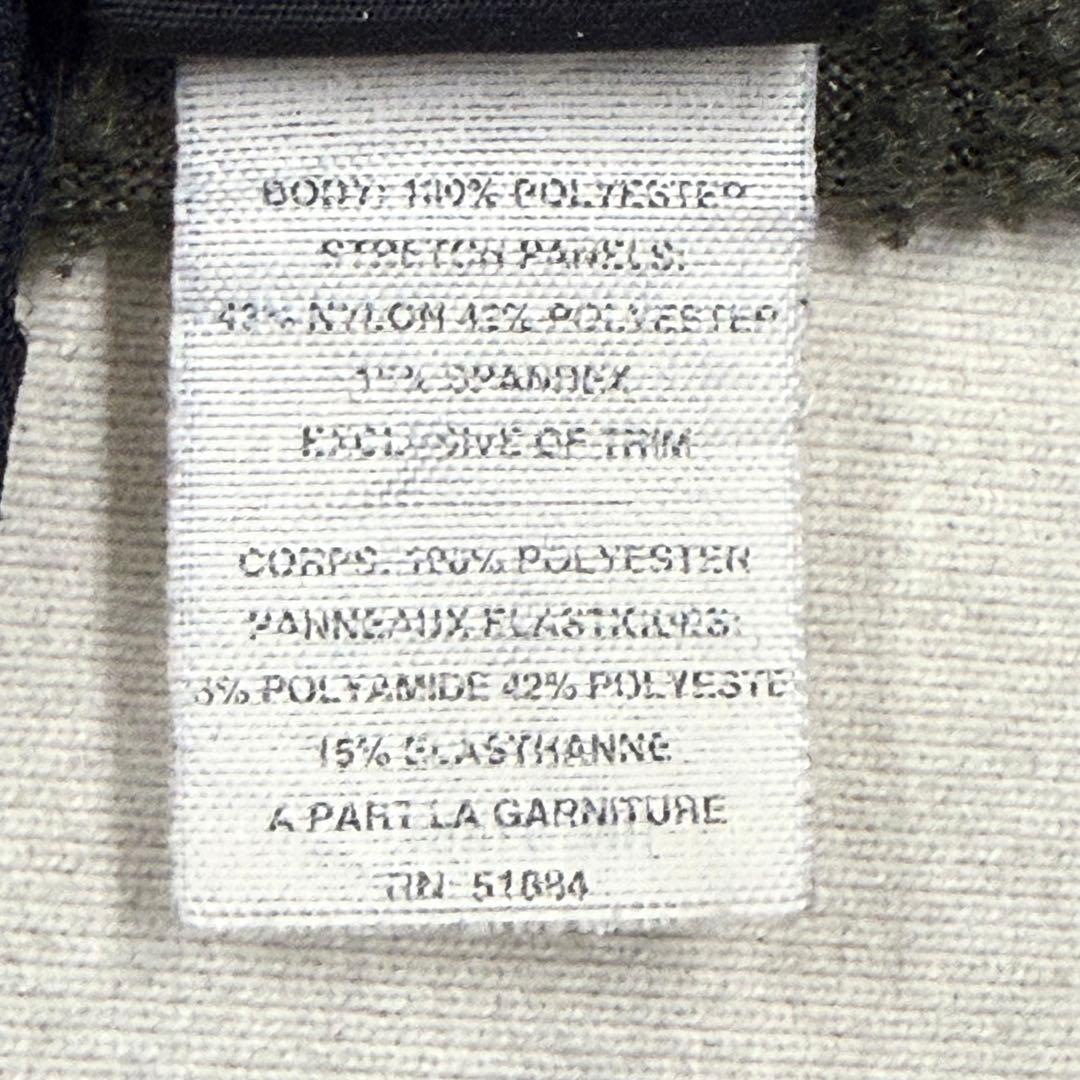 BODY: 100% POLYESTER
STRETCH PANELS:
43% NYLON 42% POLYESTER
15% SPANDEX
EXCLUSIVE OF TRIM
CORPS: 100% POLYESTER
PANNEAUX ELASTIQUES:
3% POLYAMIDE 42% POLYESTE
15% ELASTHANNE
A PART LA GARNITURE
RN: 51884